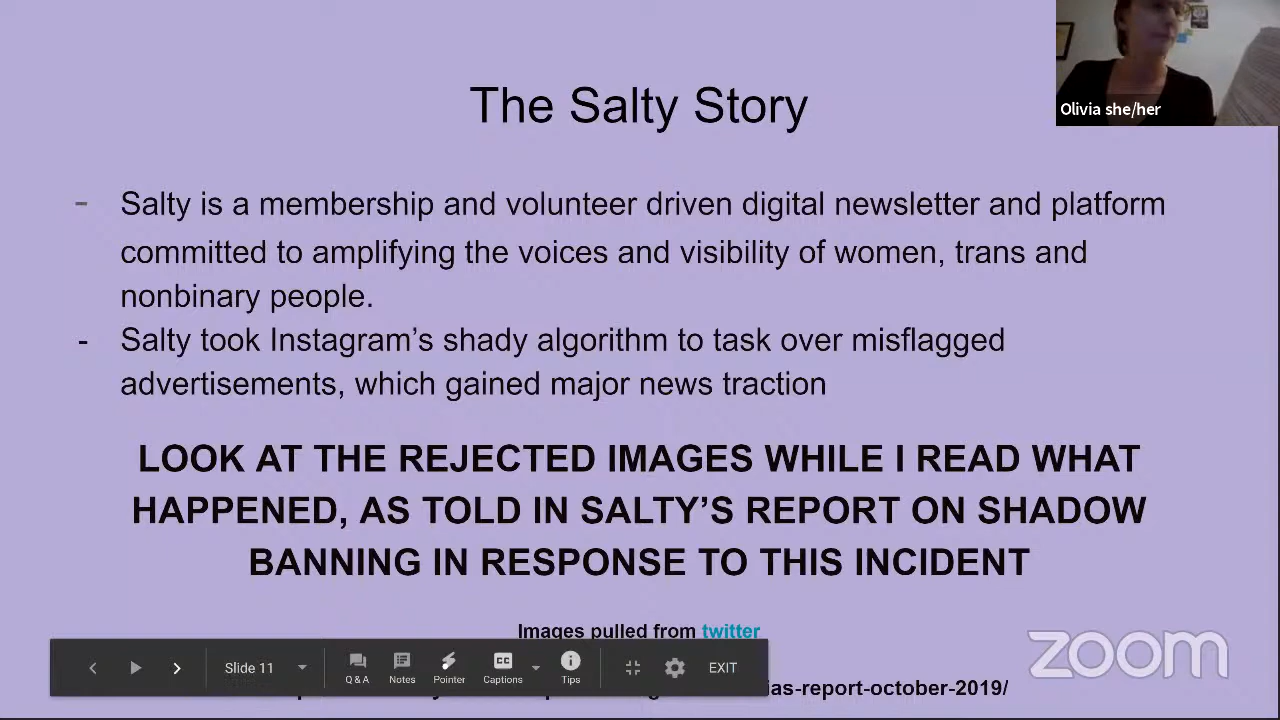 The Salty Story
Olivia she/her
- Salty is a membership and volunteer driven digital newsletter and platform
committed to amplifying the voices and visibility of women, trans and
nonbinary people.
- Salty took Instagram’s shady algorithm to task over misflagged
advertisements, which gained major news traction
LOOK AT THE REJECTED IMAGES WHILE I READ WHAT
HAPPENED, AS TOLD IN SALTY’S REPORT ON SHADOW
BANNING IN RESPONSE TO THIS INCIDENT
Images pulled from twitter
Slide 11 Q & A Notes Pointer CC Captions Tips EXIT
zoom
ias-report-october-2019/